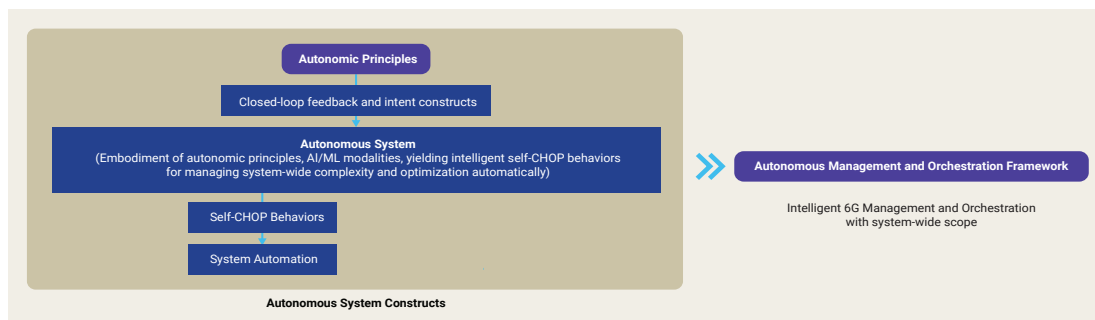 Autonomic Principles
Closed-loop feedback and intent constructs
Autonomous System
(Embodiment of autonomic principles, AI/ML modalities, yielding intelligent self-CHOP behaviors
for managing system-wide complexity and optimization automatically)
Self-CHOP Behaviors
System Automation
Autonomous System Constructs
Autonomous Management and Orchestration Framework
Intelligent 6G Management and Orchestration
with system-wide scope